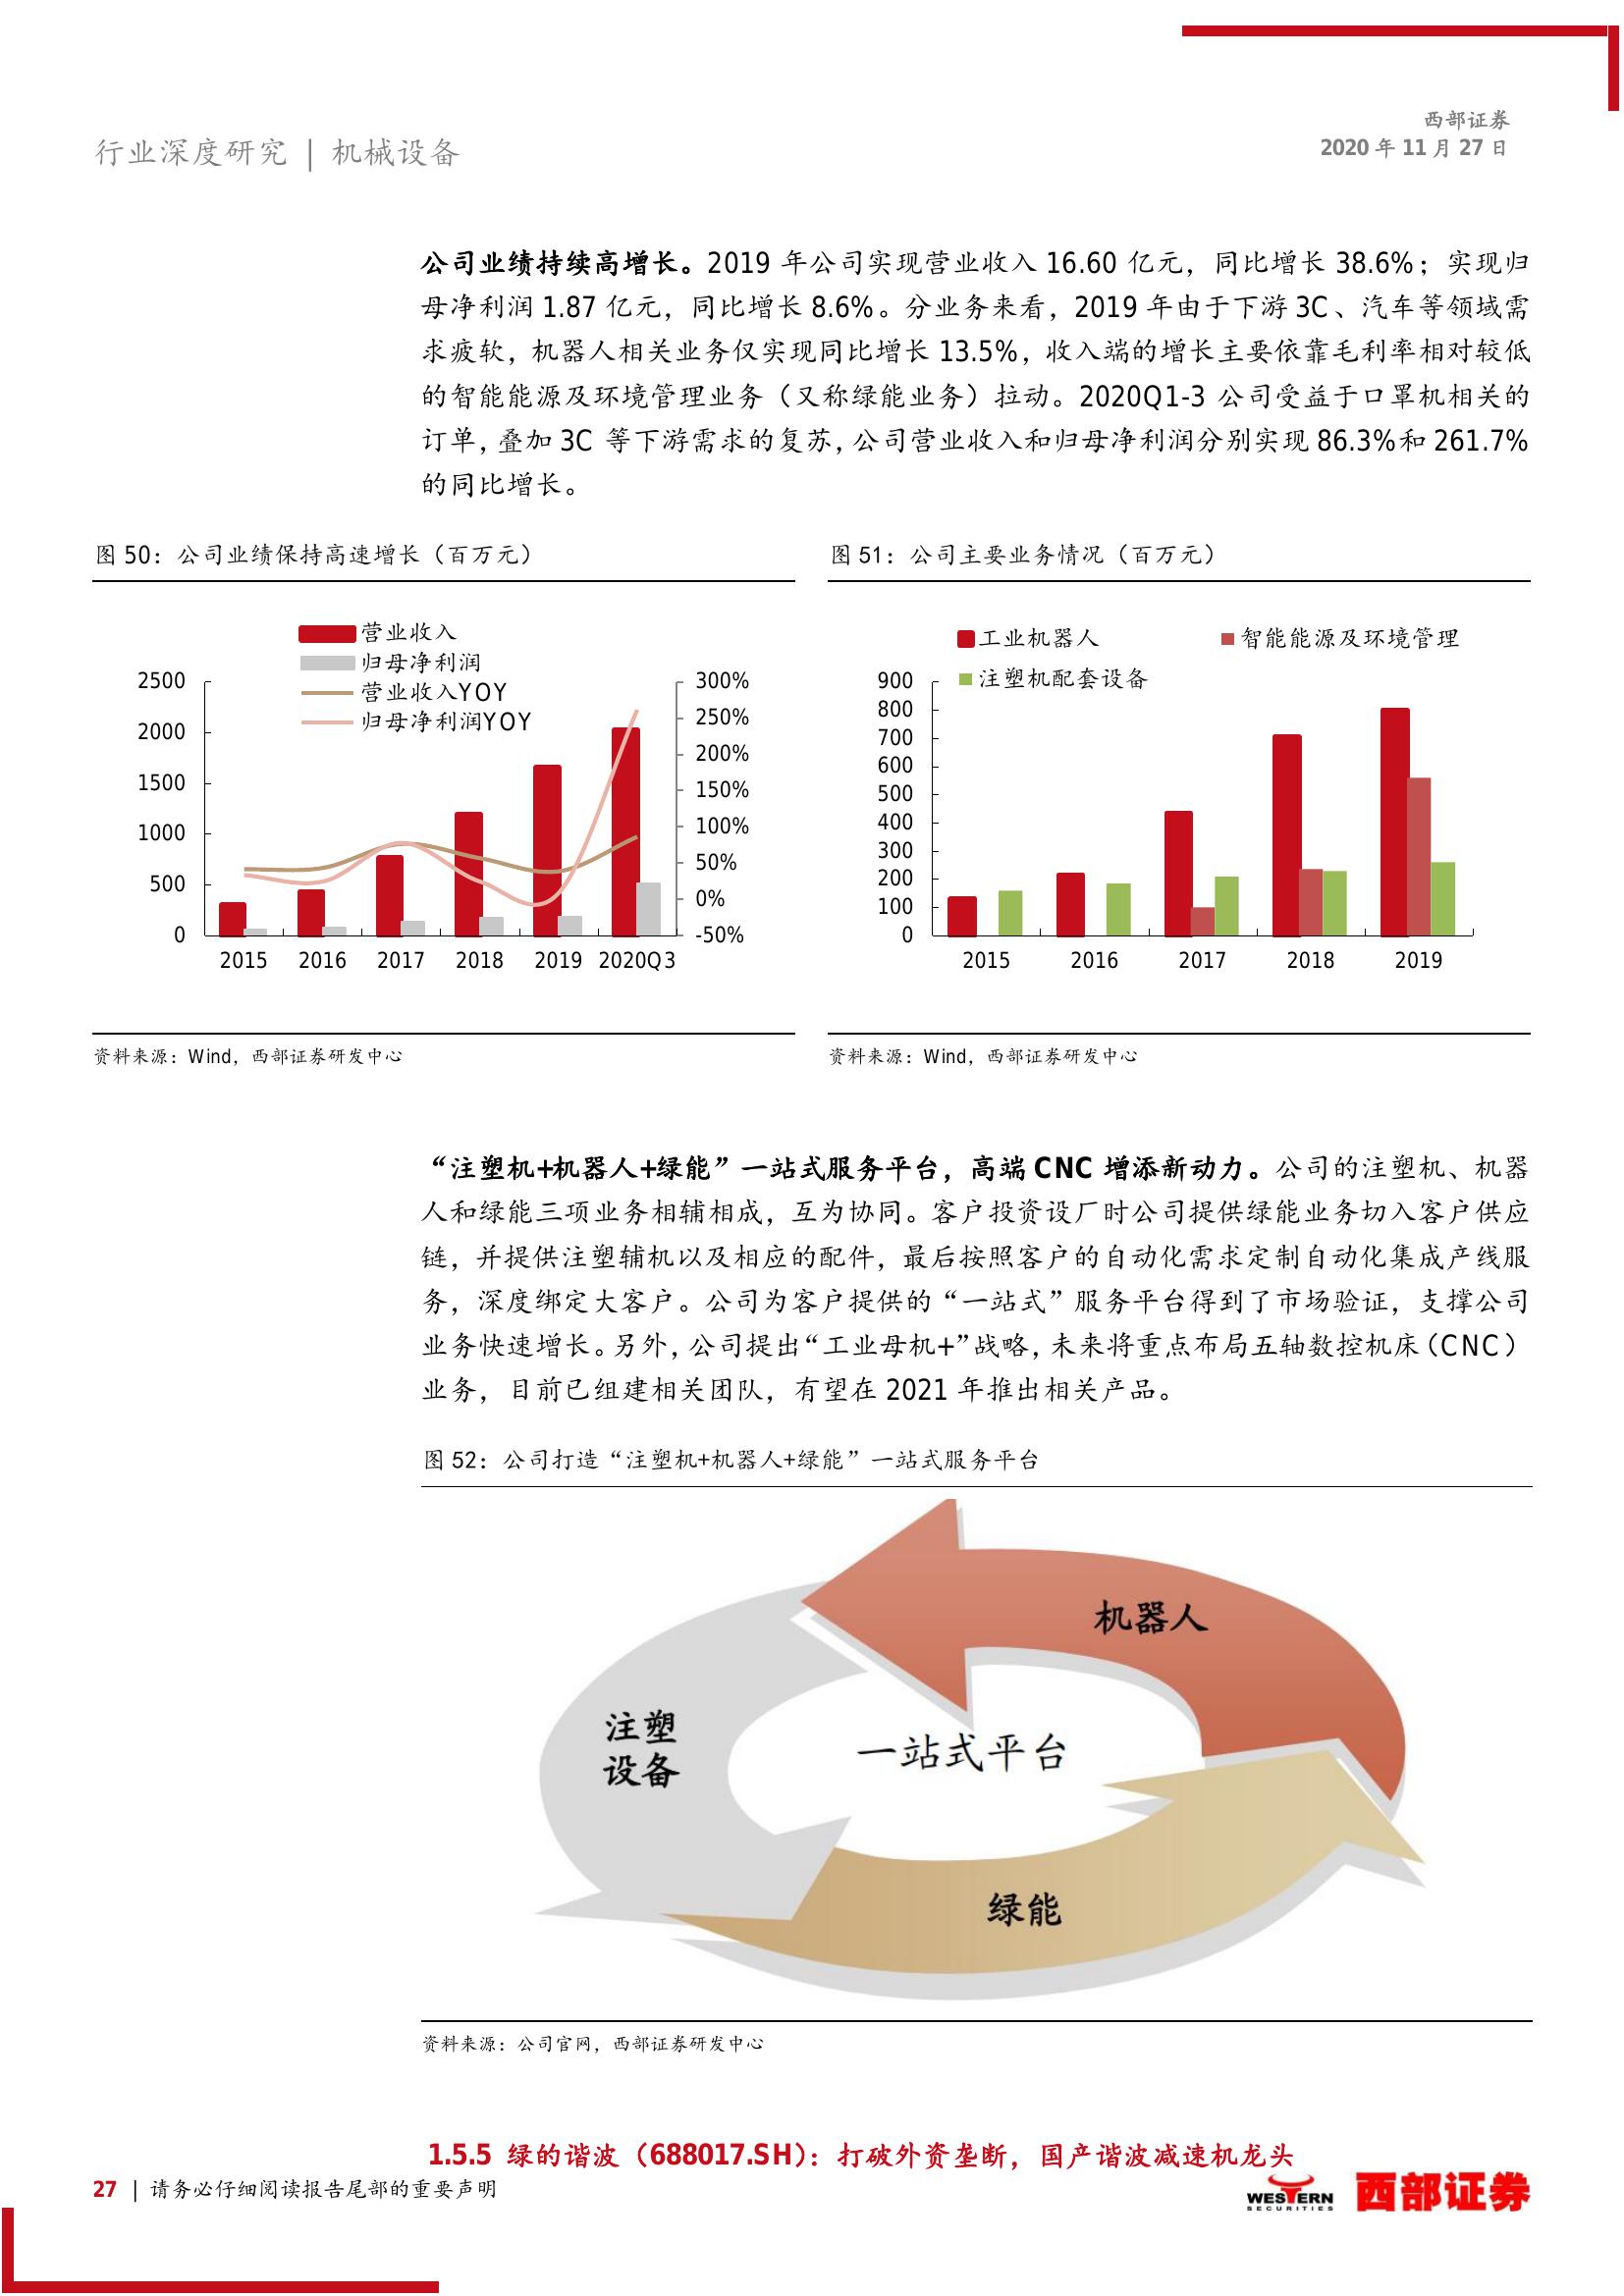 行业深度研究 | 机械设备
西部证券
2020 年 11 月 27 日
公司业绩持续高增长。2019 年公司实现营业收入 16.60 亿元，同比增长 38.6%；实现归
母净利润 1.87 亿元，同比增长 8.6%。分业务来看，2019 年由于下游 3C、汽车等领域需
求疲软，机器人相关业务仅实现同比增长 13.5%，收入端的增长主要依靠毛利率相对较低
的智能能源及环境管理业务（又称绿能业务）拉动。2020Q1-3 公司受益于口罩机相关的
订单，叠加 3C 等下游需求的复苏，公司营业收入和归母净利润分别实现 86.3%和 261.7%
的同比增长。
图 50：公司业绩保持高速增长（百万元）
营业收入
归母净利润
营业收入YOY
归母净利润YOY
2500
2000
1500
1000
500
0
300%
250%
200%
150%
100%
50%
0%
-50%
2015 2016 2017 2018 2019 2020Q3
资料来源：Wind，西部证券研发中心
图 51：公司主要业务情况（百万元）
工业机器人 智能能源及环境管理
注塑机配套设备
900
800
700
600
500
400
300
200
100
0
2015 2016 2017 2018 2019
资料来源：Wind，西部证券研发中心
“注塑机+机器人+绿能”一站式服务平台，高端 CNC 增添新动力。公司的注塑机、机器
人和绿能三项业务相辅相成，互为协同。客户投资设厂时公司提供绿能业务切入客户供应
链，并提供注塑辅机以及相应的配件，最后按照客户的自动化需求定制自动化集成产线服
务，深度绑定大客户。公司为客户提供的“一站式”服务平台得到了市场验证，支撑公司
业务快速增长。另外，公司提出“工业母机+”战略，未来将重点布局五轴数控机床（CNC）
业务，目前已组建相关团队，有望在 2021 年推出相关产品。
图 52：公司打造“注塑机+机器人+绿能”一站式服务平台
机器人
注塑
设备
一站式平台
绿能
资料来源：公司官网，西部证券研发中心
1.5.5 绿的谐波（688017.SH）：打破外资垄断，国产谐波减速机龙头
27 | 请务必仔细阅读报告尾部的重要声明
WESTERN
SECURITIES
西部证券